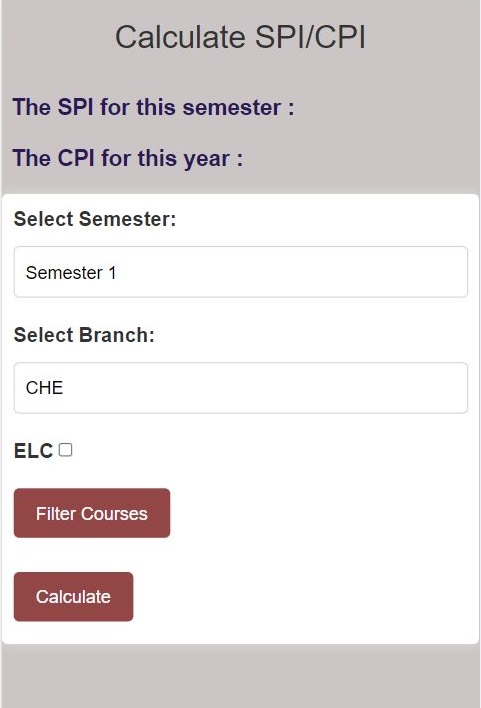 Calculate SPI/CPI
The SPI for this semester :
The CPI for this year :
Select Semester:
Semester 1
Select Branch:
CHE
ELC
Filter Courses
Calculate